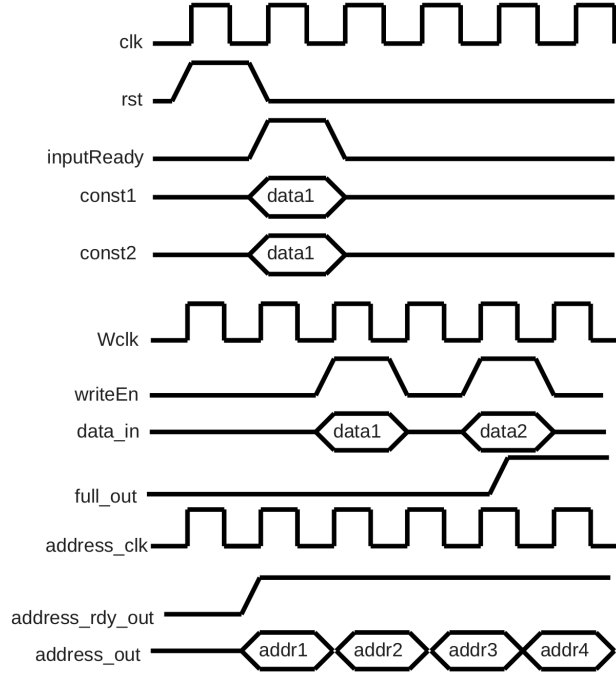 clk
rst
inputReady
const1 data1
const2 data1
Wclk
writeEn
data_in data1 data2
full_out
address_clk
address_rdy_out
address_out addr1 addr2 addr3 addr4